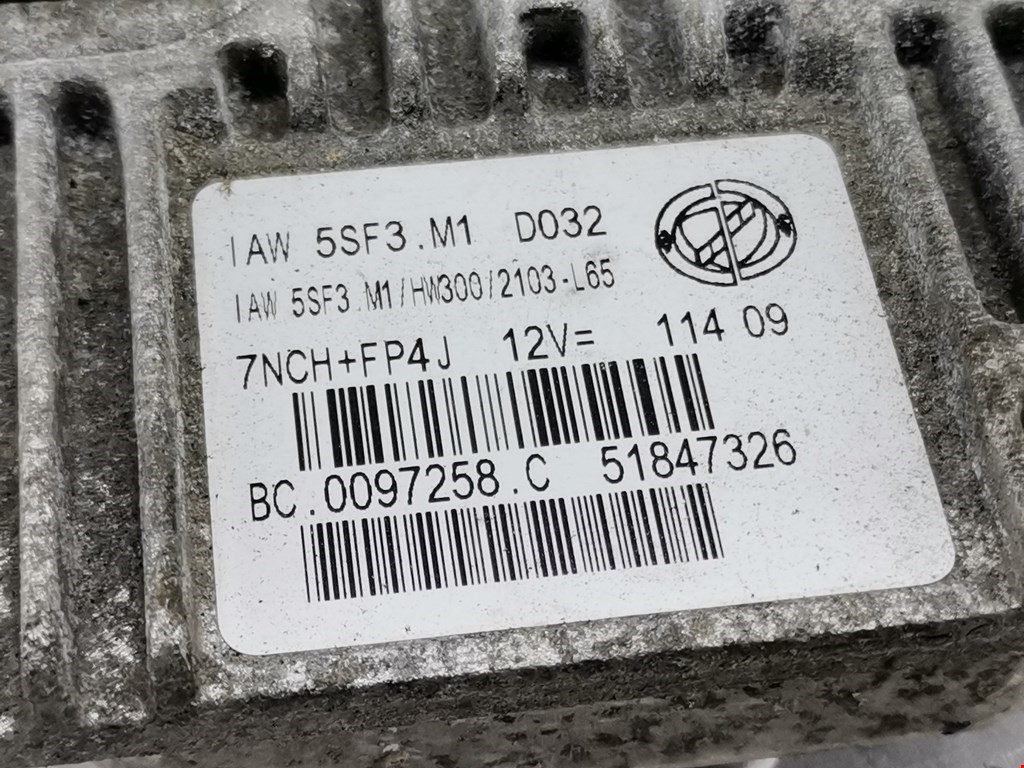 IAW 5SF3.M1 D032
IAW 5SF3.M1/HW300/2103-L65
7NCH+FP4J 12V= 114 09
BC.0097258.C 51847326